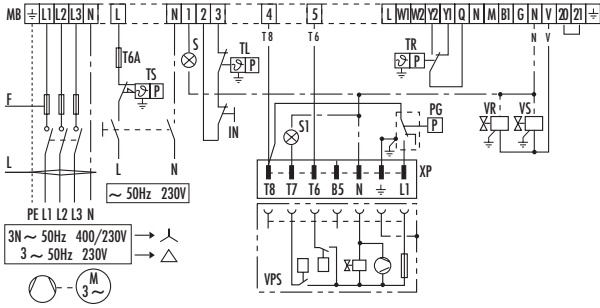 MB L1 L2 L3 N L N 1 2 3 4 5 L W1 W2 Y2 Y1 Q N M B1 G N V 20 21
T8 T6 N V
S TL TR
T6A P P
TS
P
F
IN
S1
PG
P
VR VS
L L N
XP
T8 T7 T6 B5 N L1
~ 50Hz 230V
PE L1 L2 L3 N
3N ~ 50Hz 400/230V
3 ~ 50Hz 230V
VPS
M
3 ~